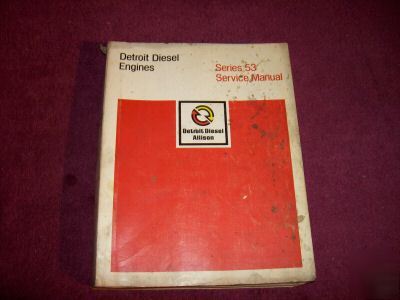 Detroit Diesel
Engines
Series 53
Service Manual
Detroit Diesel
Allison